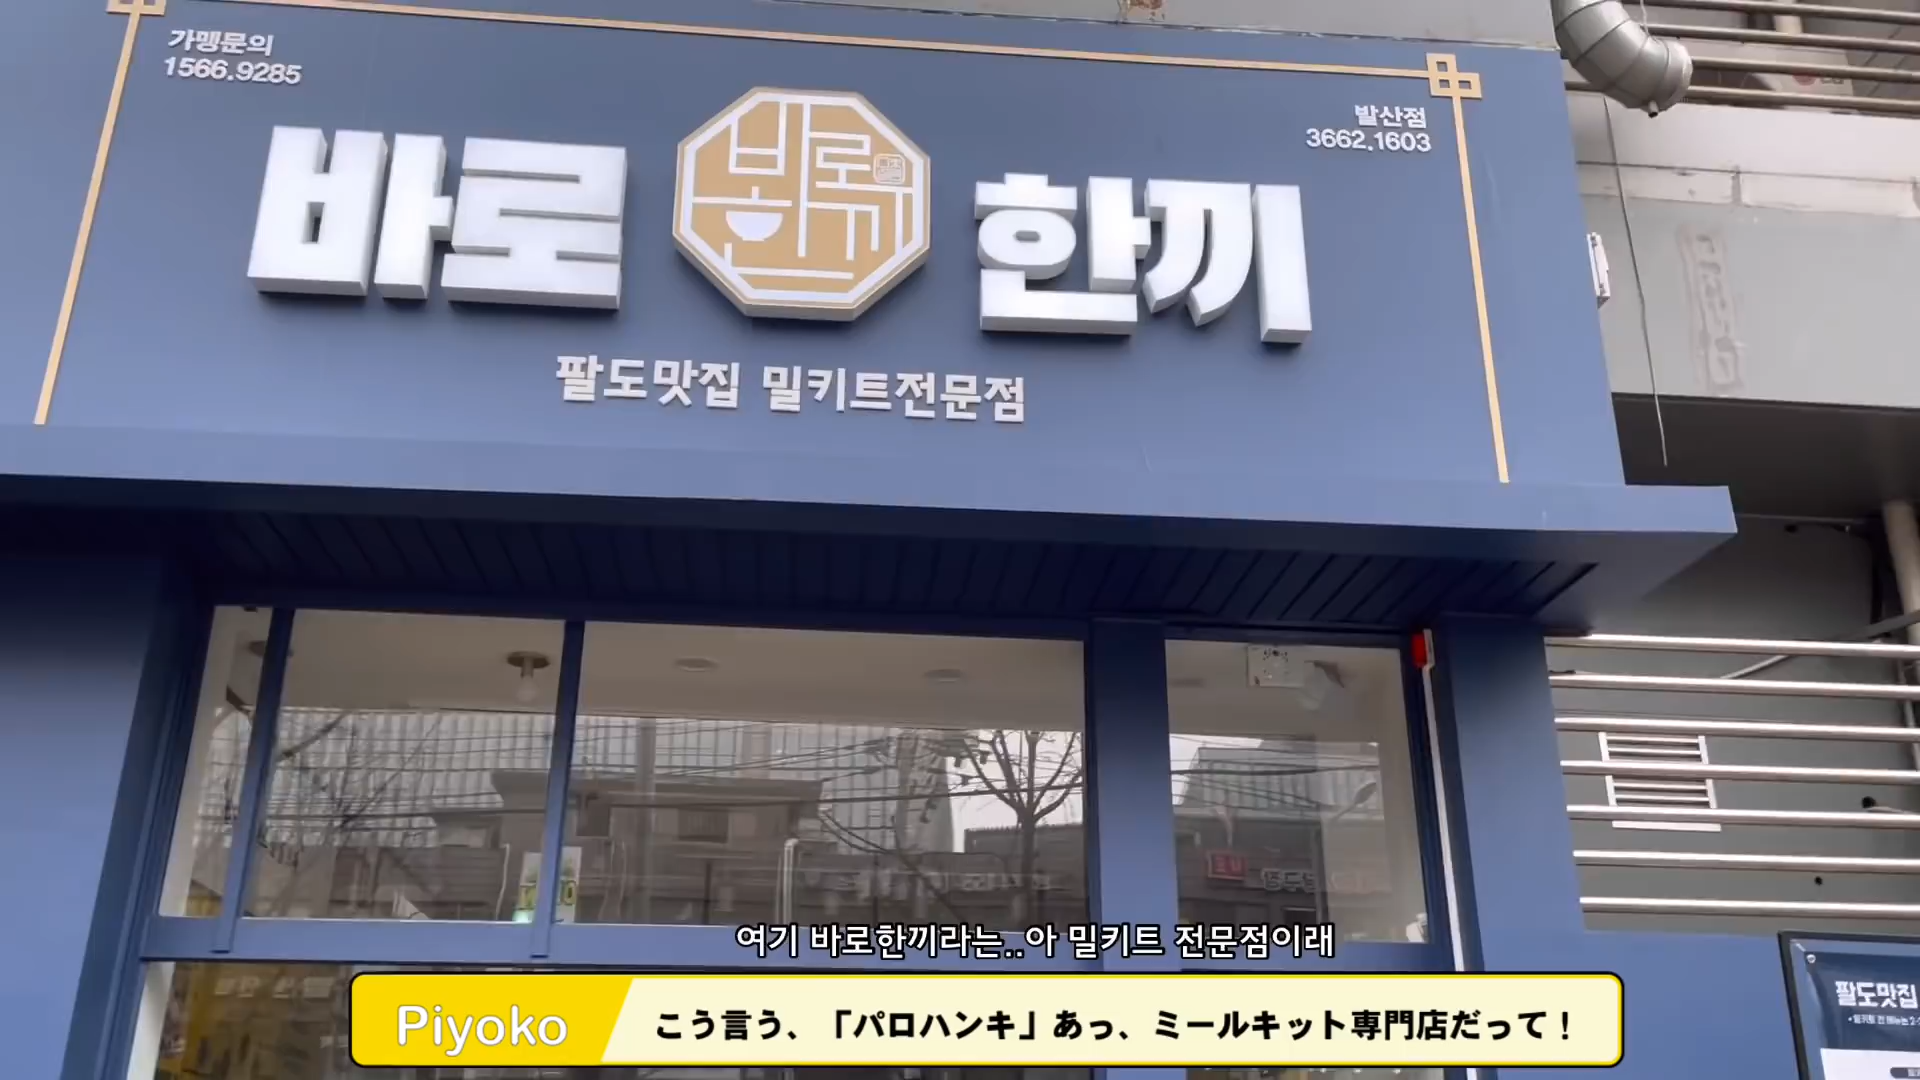 가맹문의
1566.9285
발산점
3662.1603
바로 한끼
바로
한끼
팔도맛집 밀키트전문점
팔도맛집
여기 바로한끼라는..아 밀키트 전문점이래
Piyoko
こう言う、「パロハンキ」あっ、ミールキット専門店だって！